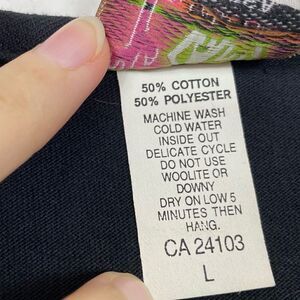 50% COTTON
50% POLYESTER
MACHINE WASH
COLD WATER
INSIDE OUT
DELICATE CYCLE
DO NOT USE
WOOLITE OR
DOWNY
DRY ON LOW 5
MINUTES THEN
HANG.
CA 24103
L